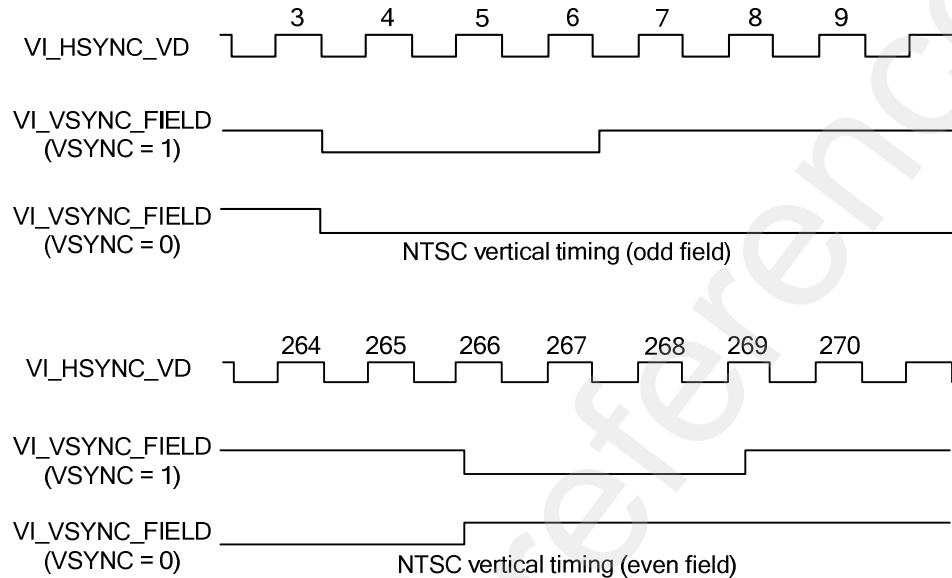 3 4 5 6 7 8 9
VI_HSYNC_VD
VI_VSYNC_FIELD
(VSYNC = 1)
VI_VSYNC_FIELD
(VSYNC = 0)
NTSC vertical timing (odd field)
264 265 266 267 268 269 270
VI_HSYNC_VD
VI_VSYNC_FIELD
(VSYNC = 1)
VI_VSYNC_FIELD
(VSYNC = 0)
NTSC vertical timing (even field)